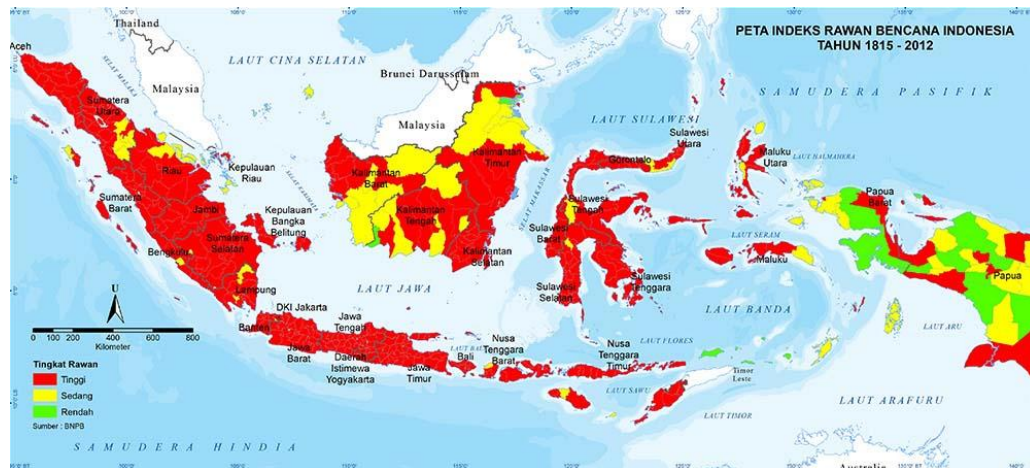 PETA INDEKS RAWAN BENCANA INDONESIA
TAHUN 1815 - 2012
Thailand
Aceh
LAUT CINA SELATAN
Brunei Darussalam
Malaysia
SELAT MALAKA
SAMUDERA PASIFIK
Malaysia
LAUT SULAWESI
Sumatera
Utara
Sulawesi
Utara
Kalimantan
Timur
Gorontalo
Maluku
Utara
LAUT HALMAHERA
Riau
Kepulauan
Riau
Kalimantan
Barat
SELAT MAKASSAR
Papua
Barat
Sumatera
Barat
Jambi
Kepulauan
Bangka
Belitung
Kalimantan
Tengah
Sulawesi
Tengah
Sulawesi
Barat
LAUT SERAM
Bengkulu
Sumatera
Selatan
Kalimantan
Selatan
Maluku
Papua
Lampung
LAUT JAWA
Sulawesi
Selatan
Sulawesi
Tenggara
LAUT BANDA
DKI Jakarta
Jawa
Tengah
LAUT ARU
U
0 100 200 400 600 800
Kilometer
Banten
Jawa
Barat
Daerah
Istimewa
Yogyakarta
Jawa
Timur
Bali
Nusa
Tenggara
Barat
LAUT FLORES
Nusa
Tenggara
Timur
Timor
Leste
LAUT SAWU
LAUT TIMOR
LAUT ARAFURU
Tingkat Rawan
Tinggi
Sedang
Rendah
Sumber : BNPB
SAMUDERA HINDIA
Australia